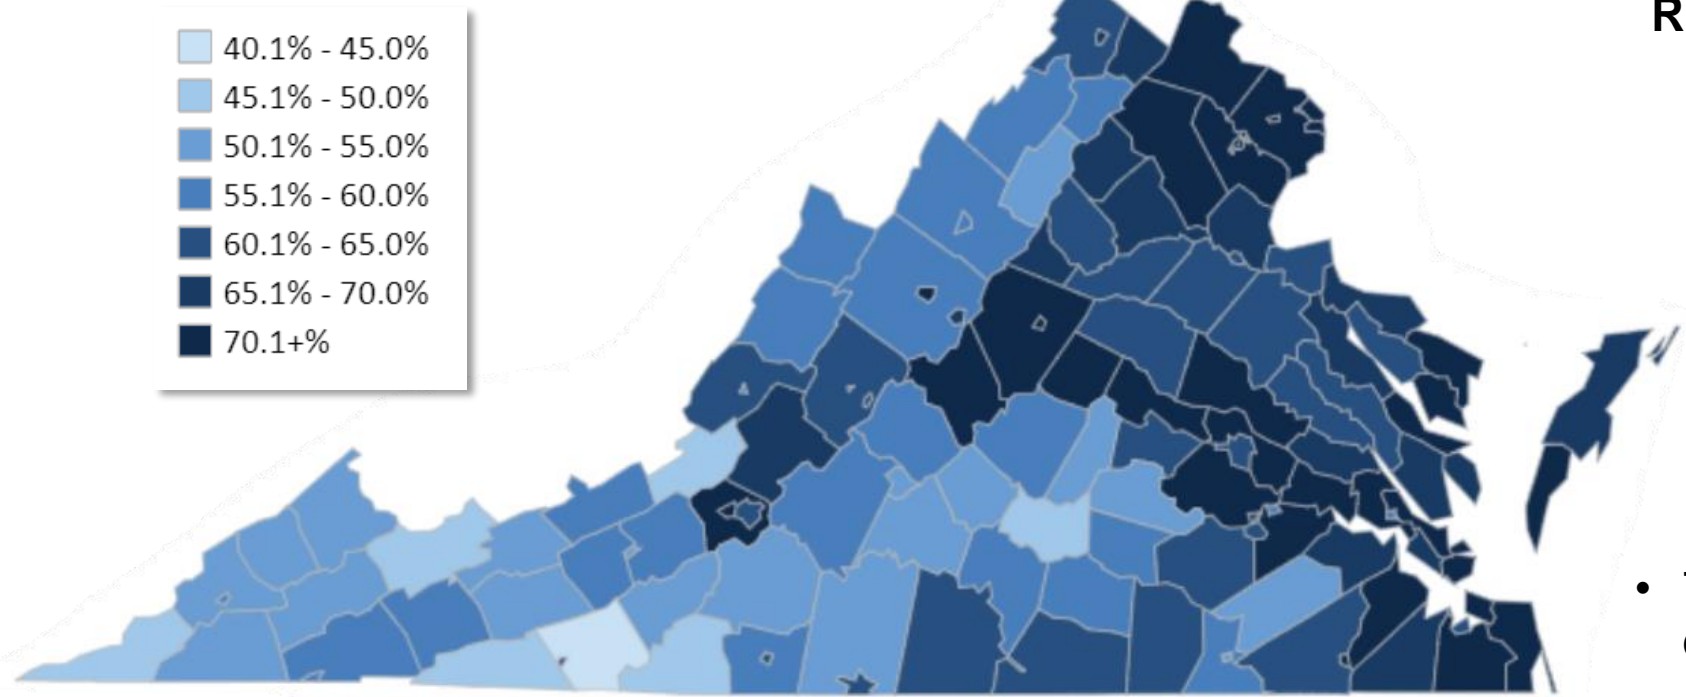 40.1% - 45.0%
45.1% - 50.0%
50.1% - 55.0%
55.1% - 60.0%
60.1% - 65.0%
65.1% - 70.0%
70.1+%
R
•